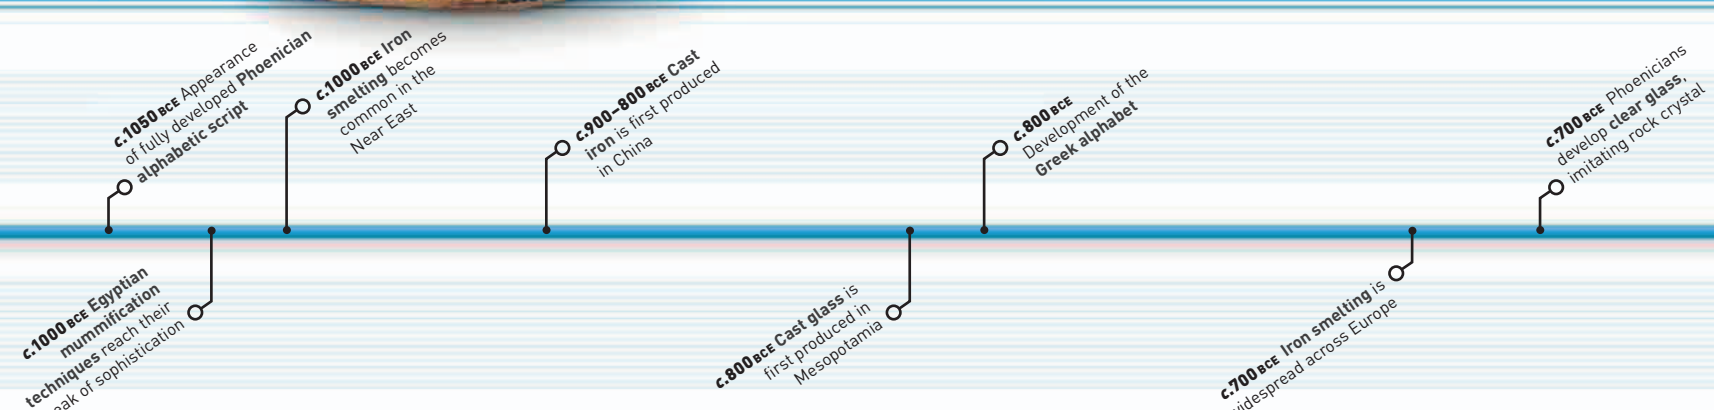 c.1050 BCE Appearance
of fully developed Phoenician
alphabetic script
c.1000 BCE Iron
smelting becomes
common in the
Near East
c.900–800 BCE Cast
iron is first produced
in China
c.800 BCE
Development of the
Greek alphabet
c.700 BCE Phoenicians
develop clear glass,
imitating rock crystal
c.1000 BCE Egyptian
mummification
techniques reach their
of sophistication
c.800 BCE Cast glass is
first produced in
Mesopotamia
c.700 BCE Iron smelting is
across Europe